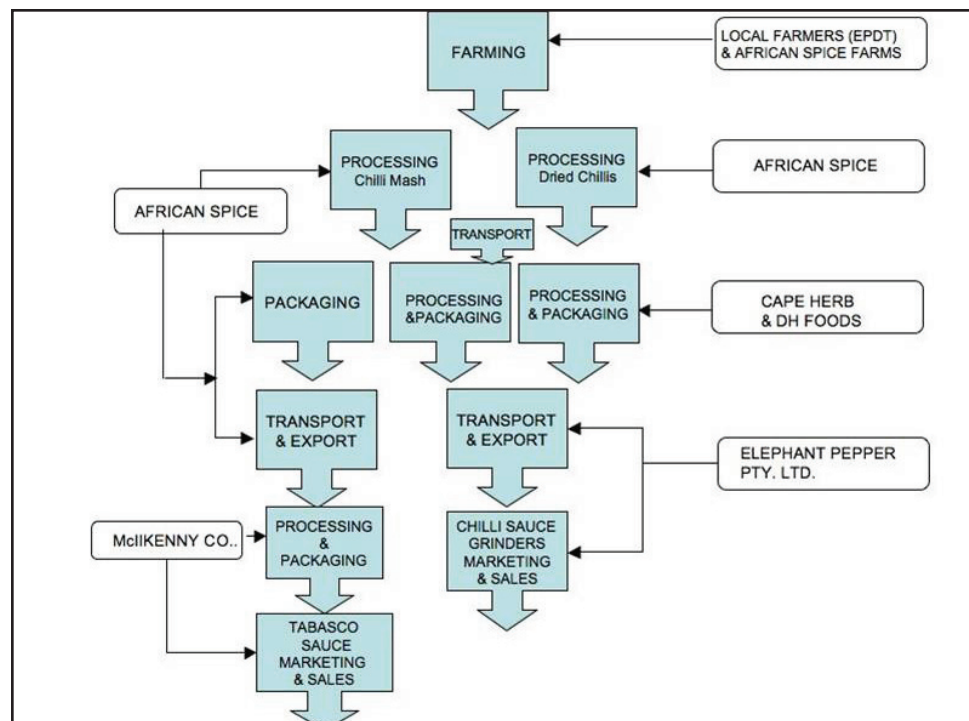 FARMING
LOCAL FARMERS (EPDT)
& AFRICAN SPICE FARMS
PROCESSING
Chilli Mash
PROCESSING
Dried Chillis
AFRICAN SPICE
AFRICAN SPICE
TRANSPORT
PACKAGING
PROCESSING
&PACKAGING
PROCESSING
& PACKAGING
CAPE HERB
& DH FOODS
TRANSPORT
& EXPORT
TRANSPORT
& EXPORT
ELEPHANT PEPPER
PTY. LTD.
McIIKENNY CO..
PROCESSING
&
PACKAGING
CHILLI SAUCE
GRINDERS
MARKETING
& SALES
TABASCO
SAUCE
MARKETING
& SALES